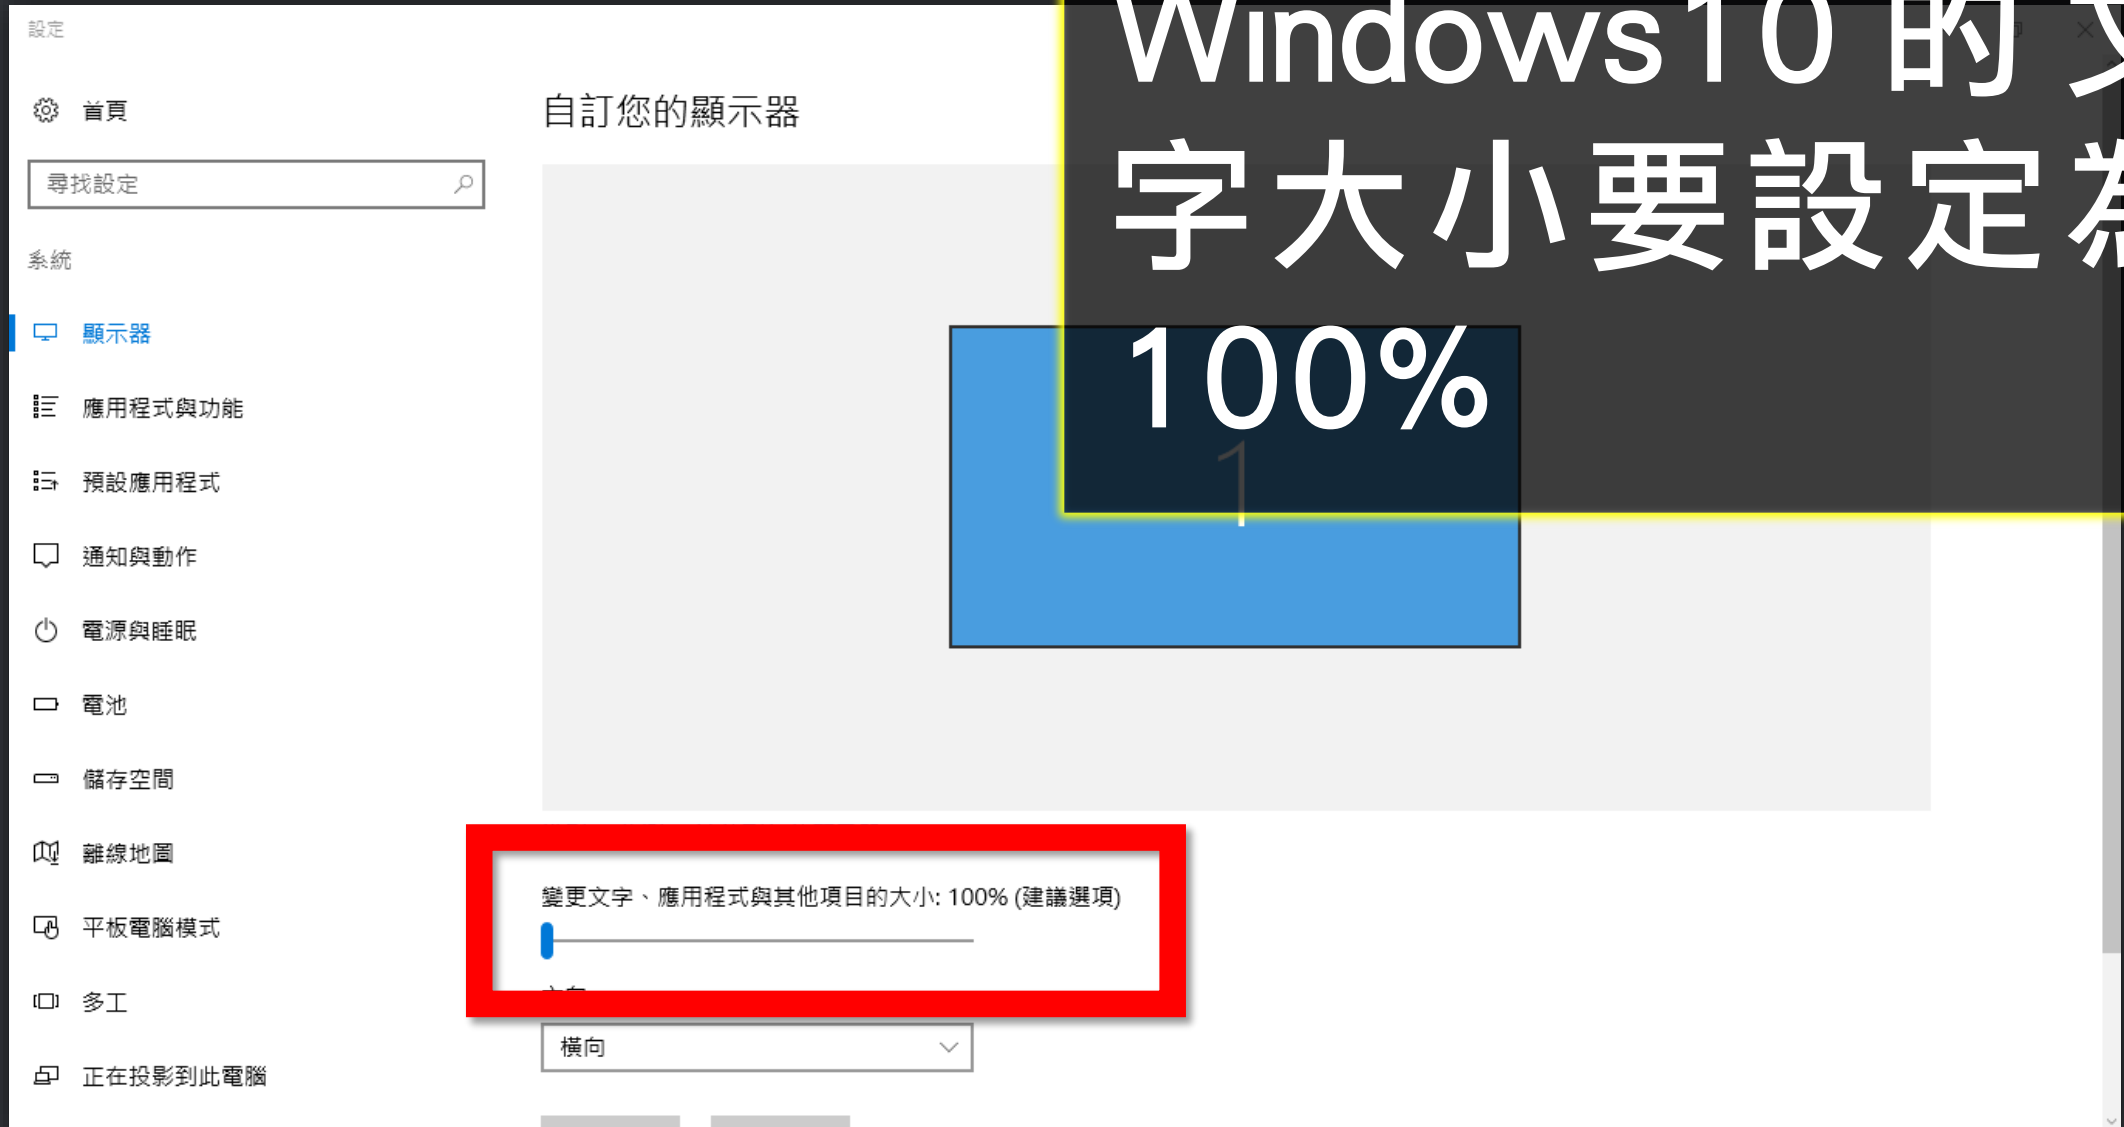 設定
Windows10 的 文
字大小要設定為
100%
首頁
自訂您的顯示器
尋找設定
系統
顯示器
應用程式與功能
預設應用程式
1
通知與動作
電源與睡眠
電池
儲存空間
離線地圖
變更文字、應用程式與其他項目的大小: 100% (建議選項)
平板電腦模式
多工
橫向
正在投影到此電腦